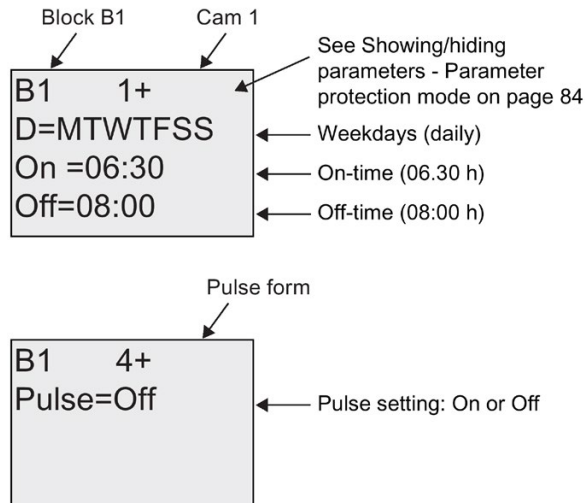 Block B1
Cam 1
See Showing/hiding
parameters - Parameter
protection mode on page 84
B1 1+
D=MTWTFSS
Weekdays (daily)
On =06:30
On-time (06.30 h)
Off=08:00
Off-time (08:00 h)
Pulse form
B1 4+
Pulse=Off
Pulse setting: On or Off